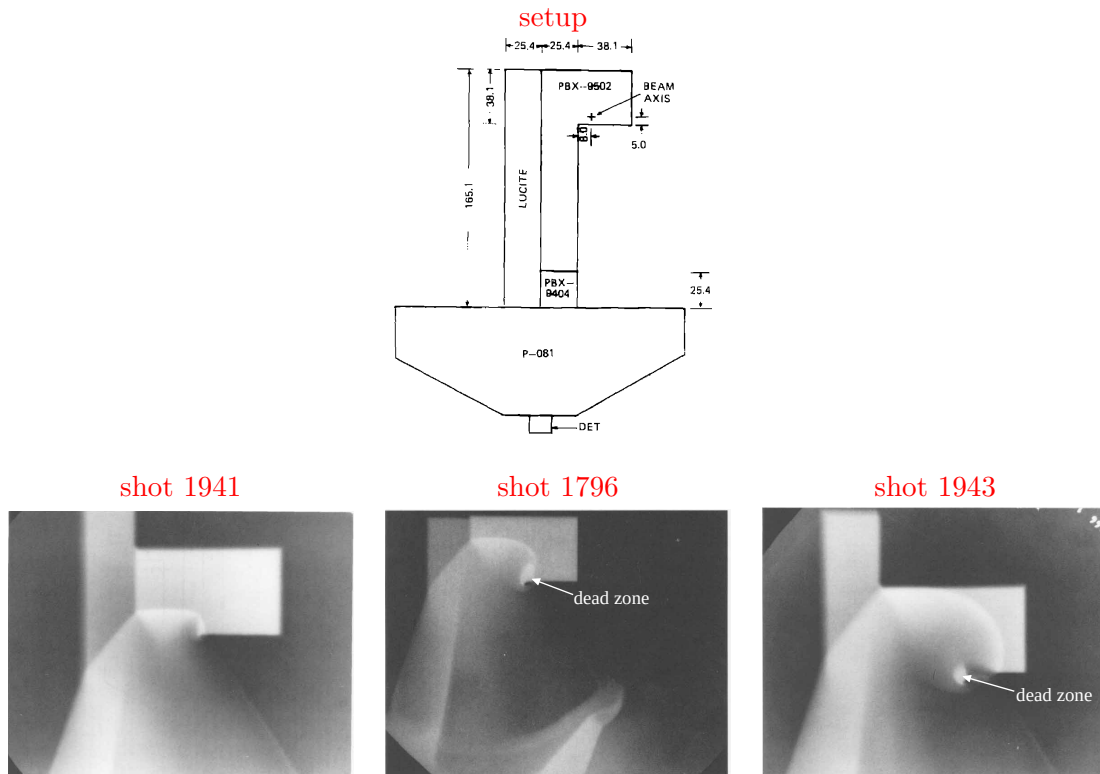 setup
25.4 25.4 38.1
PBX-9502
BEAM
AXIS
38.1
8.0
5.0
165.1
LUCITE
PBX-
9404
25.4
P-081
DET
shot 1941
shot 1796
shot 1943
dead zone
dead zone